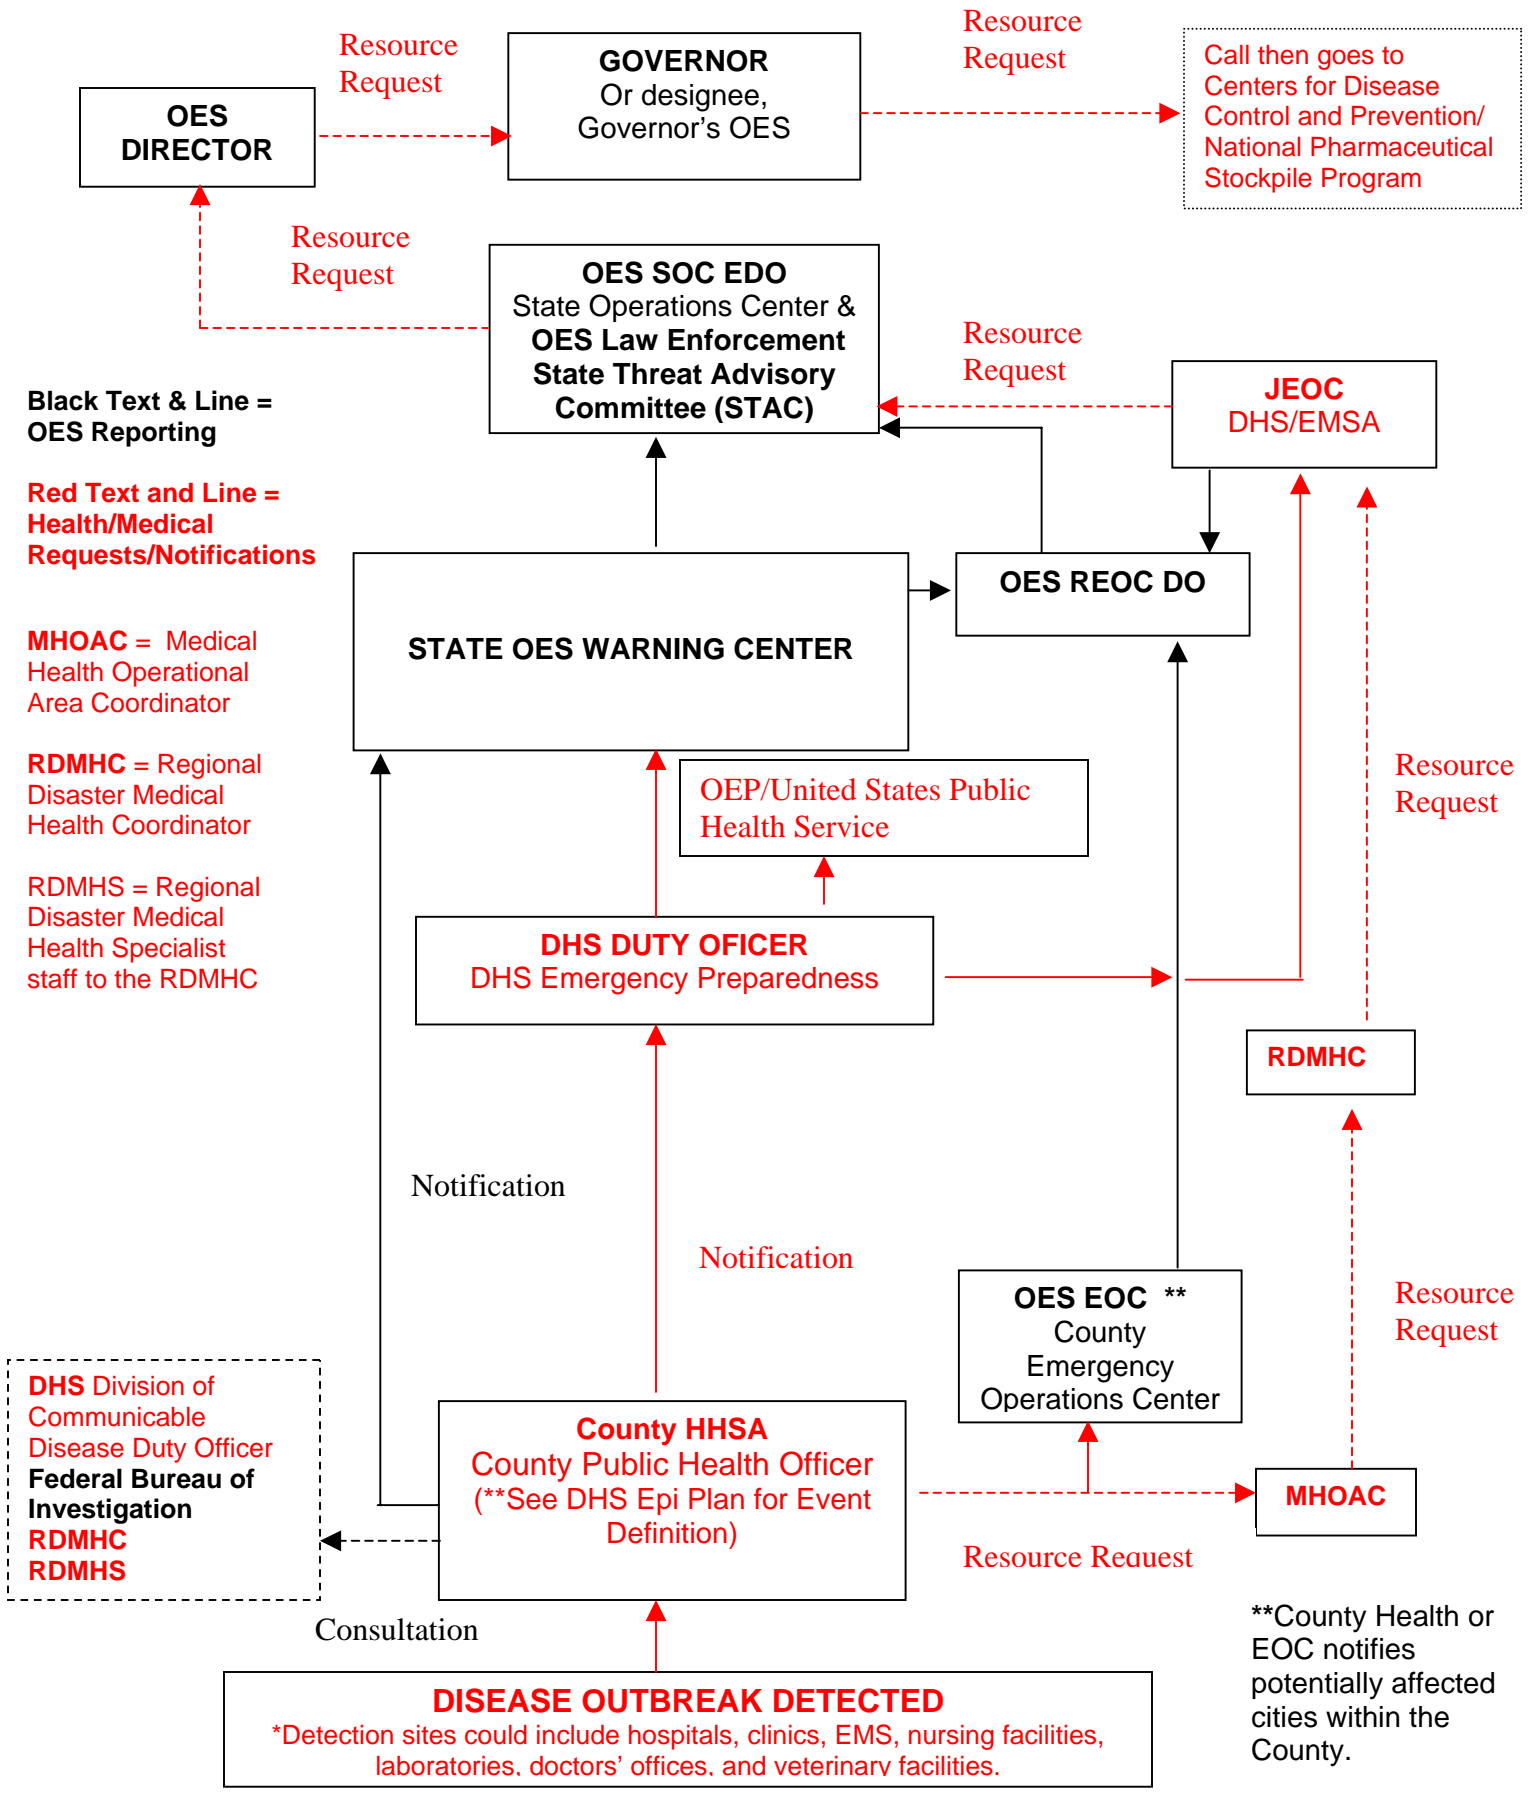 Resource
Request
GOVERNOR
Or designee,
Governor's OES
Resource
Request
Call then goes to
Centers for Disease
Control and Prevention/
National Pharmaceutical
Stockpile Program
OES
DIRECTOR
Resource
Request
OES SOC EDO
State Operations Center &
OES Law Enforcement
State Threat Advisory
Committee (STAC)
Resource
Request
JEOC
DHS/EMSA
Black Text & Line =
OES Reporting
Red Text and Line =
Health/Medical
Requests/Notifications
MHOAC = Medical
Health Operational
Area Coordinator
RDMHC = Regional
Disaster Medical
Health Coordinator
RDMHS = Regional
Disaster Medical
Health Specialist
staff to the RDMHC
STATE OES WARNING CENTER
OES REOC DO
OEP/United States Public
Health Service
Resource
Request
DHS DUTY OFICER
DHS Emergency Preparedness
RDMHC
Notification
Notification
OES EOC **
County
Emergency
Operations Center
Resource
Request
DHS Division of
Communicable
Disease Duty Officer
Federal Bureau of
Investigation
RDMHC
RDMHS
County HHSA
County Public Health Officer
(**See DHS Epi Plan for Event
Definition)
MHOAC
Resource Request
Consultation
**County Health or
EOC notifies
potentially affected
cities within the
County.
DISEASE OUTBREAK DETECTED
*Detection sites could include hospitals, clinics, EMS, nursing facilities,
laboratories, doctors' offices, and veterinary facilities.